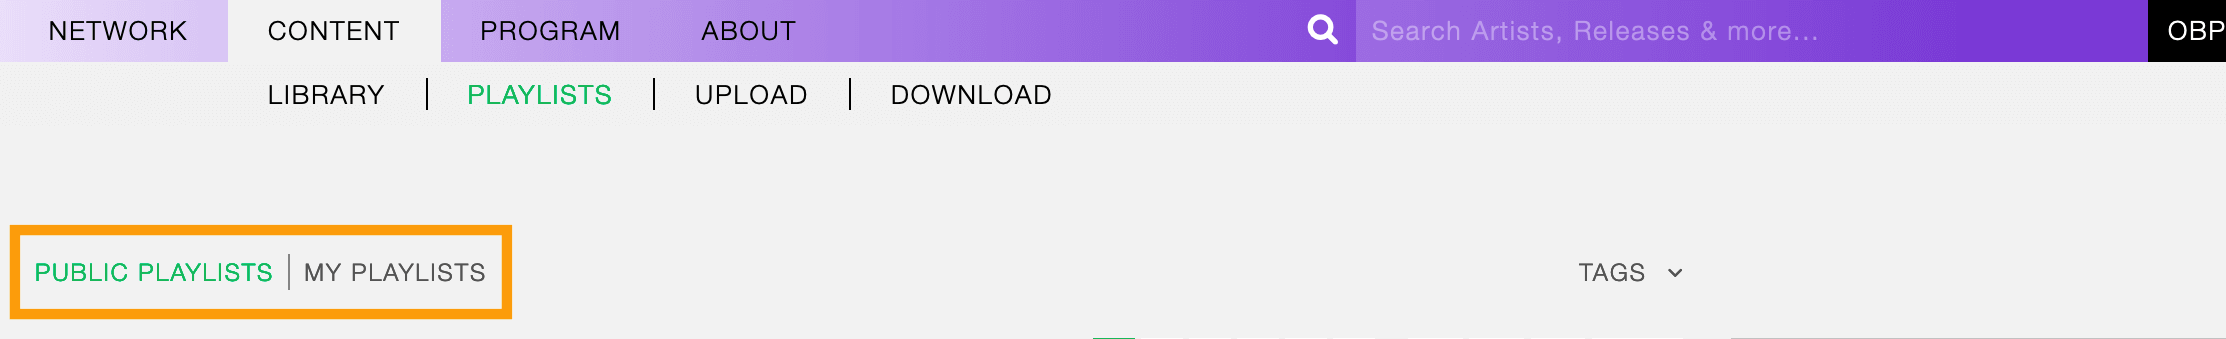 NETWORK CONTENT PROGRAM ABOUT Search Artists, Releases & more... OBP
LIBRARY PLAYLISTS UPLOAD DOWNLOAD
PUBLIC PLAYLISTS MY PLAYLISTS TAGS